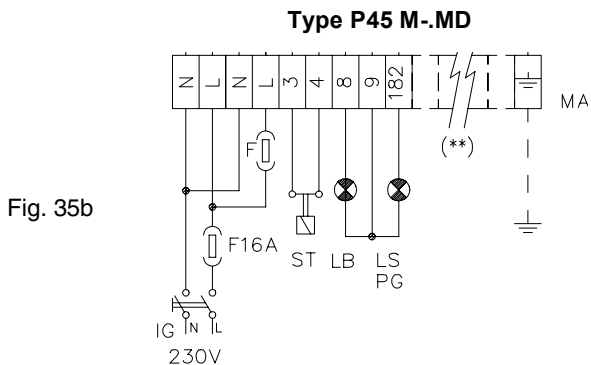 Type P45 M-.MD
N L N L 3 4 8 9 182
MA
(**)
F
Fig. 35b
F16A
ST LB LS
PG
IG N L
230V